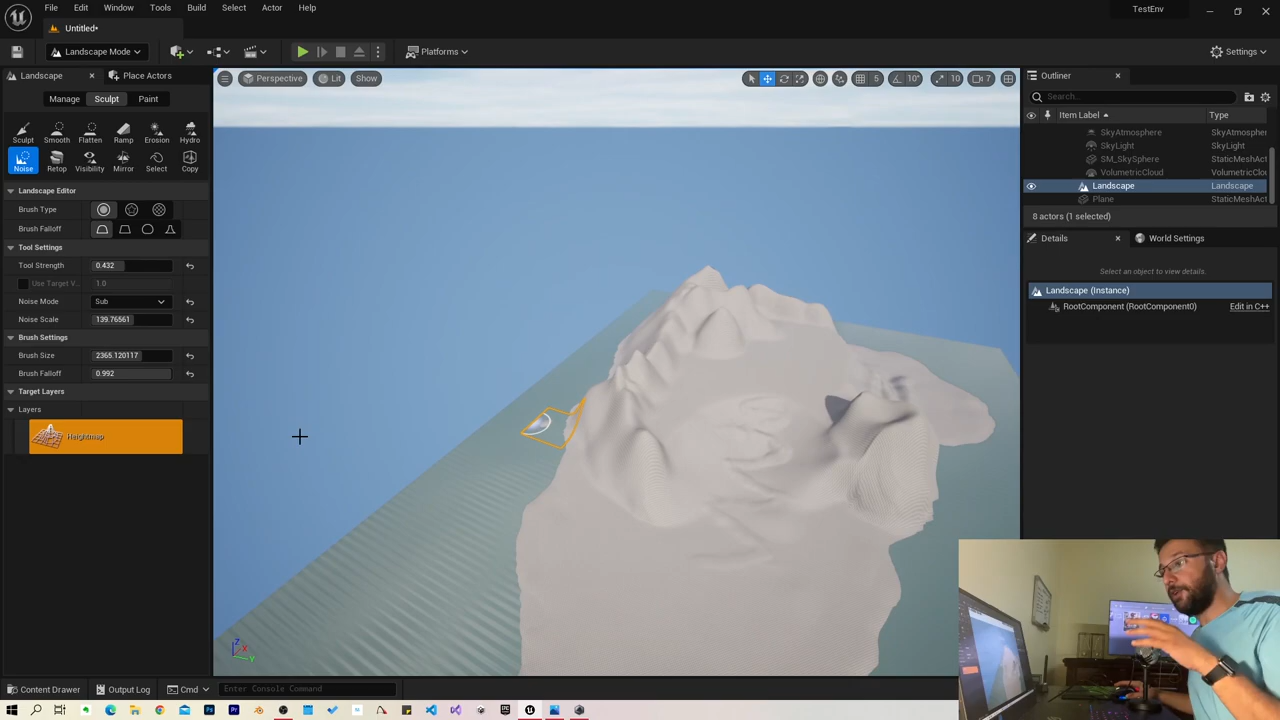 File Edit Window Tools Build Select Actor Help
TestEnv
Untitled*
Landscape Mode
Platforms
Settings
Landscape
Place Actors
Perspective
Lit
Show
5
10°
10
7
Outliner
Manage
Sculpt
Paint
Search...
Item Label
Type
Sculpt Smooth Flatten Ramp Erosion Hydro
Noise Retop Visibility Mirror Select Copy
SkyAtmosphere SkyAtmospher
SkyLight SkyLight
SM_SkySphere StaticMeshAct
VolumetricCloud VolumetricClou
Landscape Landscape
Plane StaticMeshAct
8 actors (1 selected)
Landscape Editor
Brush Type
Brush Falloff
Tool Settings
Tool Strength 0.432
Use Target V... 1.0
Noise Mode Sub
Noise Scale 139.76561
Brush Settings
Brush Size 2365.120117
Brush Falloff 0.992
Target Layers
Layers
Heightmap
Details
World Settings
Select an object to view details.
Landscape (Instance)
RootComponent (RootComponent0) Edit in C++
Z
X
Y
Content Drawer
Output Log
Cmd
Enter Console Command